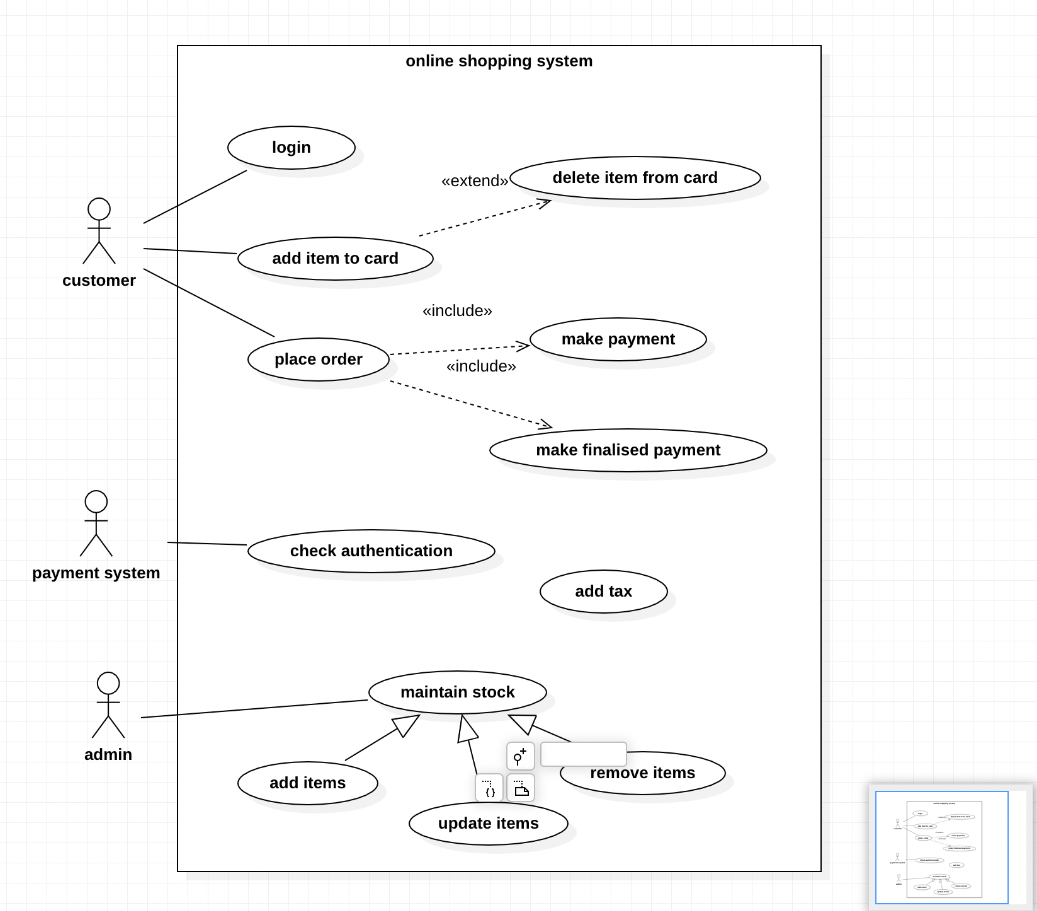 online shopping system
login
«extend»
delete item from card
customer
add item to card
«include»
make payment
place order
«include»
make finalised payment
payment system
check authentication
add tax
admin
maintain stock
add items
remove items
update items